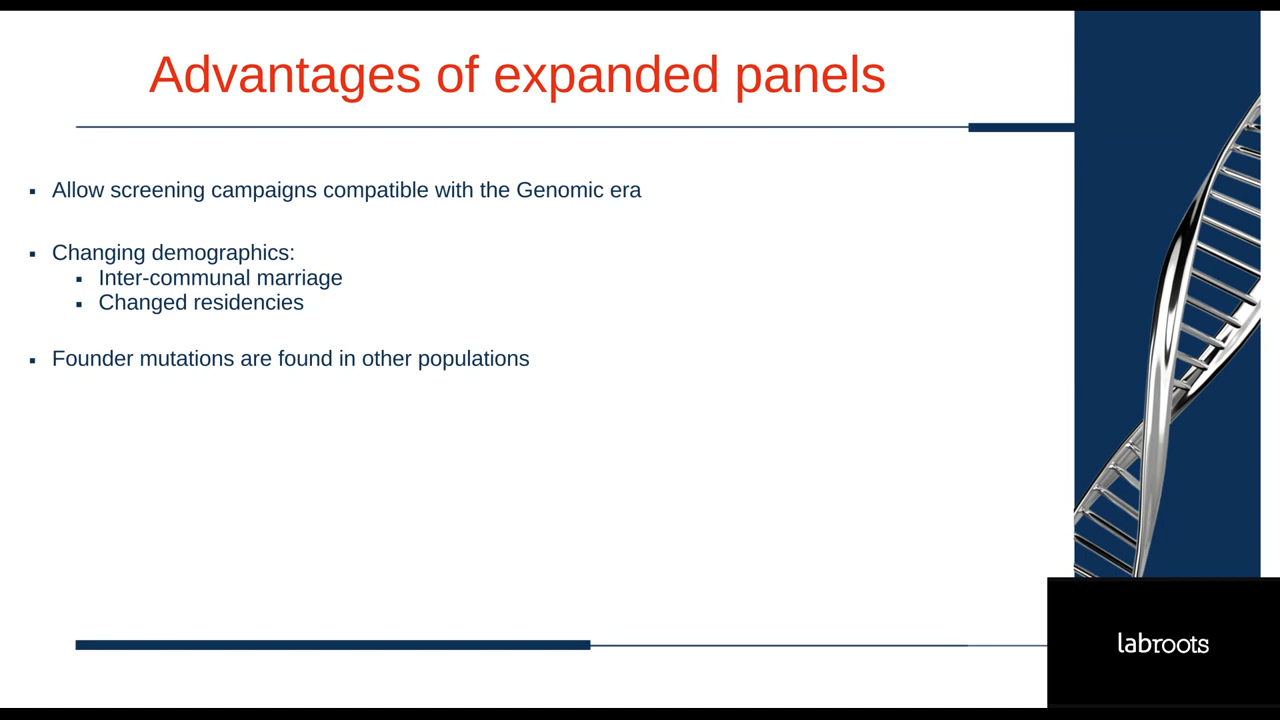 Advantages of expanded panels
▪ Allow screening campaigns compatible with the Genomic era
▪ Changing demographics:
▪ Inter-communal marriage
▪ Changed residencies
▪ Founder mutations are found in other populations
labroots